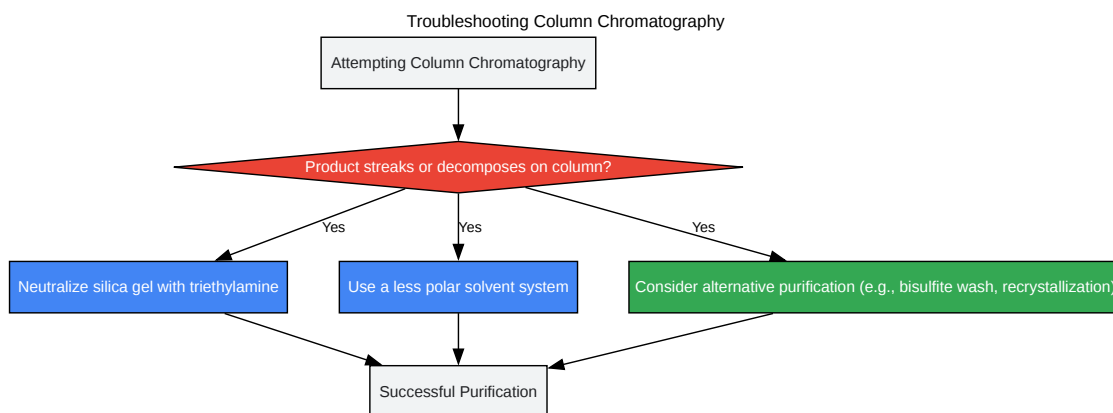 Troubleshooting Column Chromatography
Attempting Column Chromatography
Product streaks or decomposes on column?
Yes
Yes
Yes
Neutralize silica gel with triethylamine
Use a less polar solvent system
Consider alternative purification (e.g., bisulfite wash, recrystallization)
Successful Purification